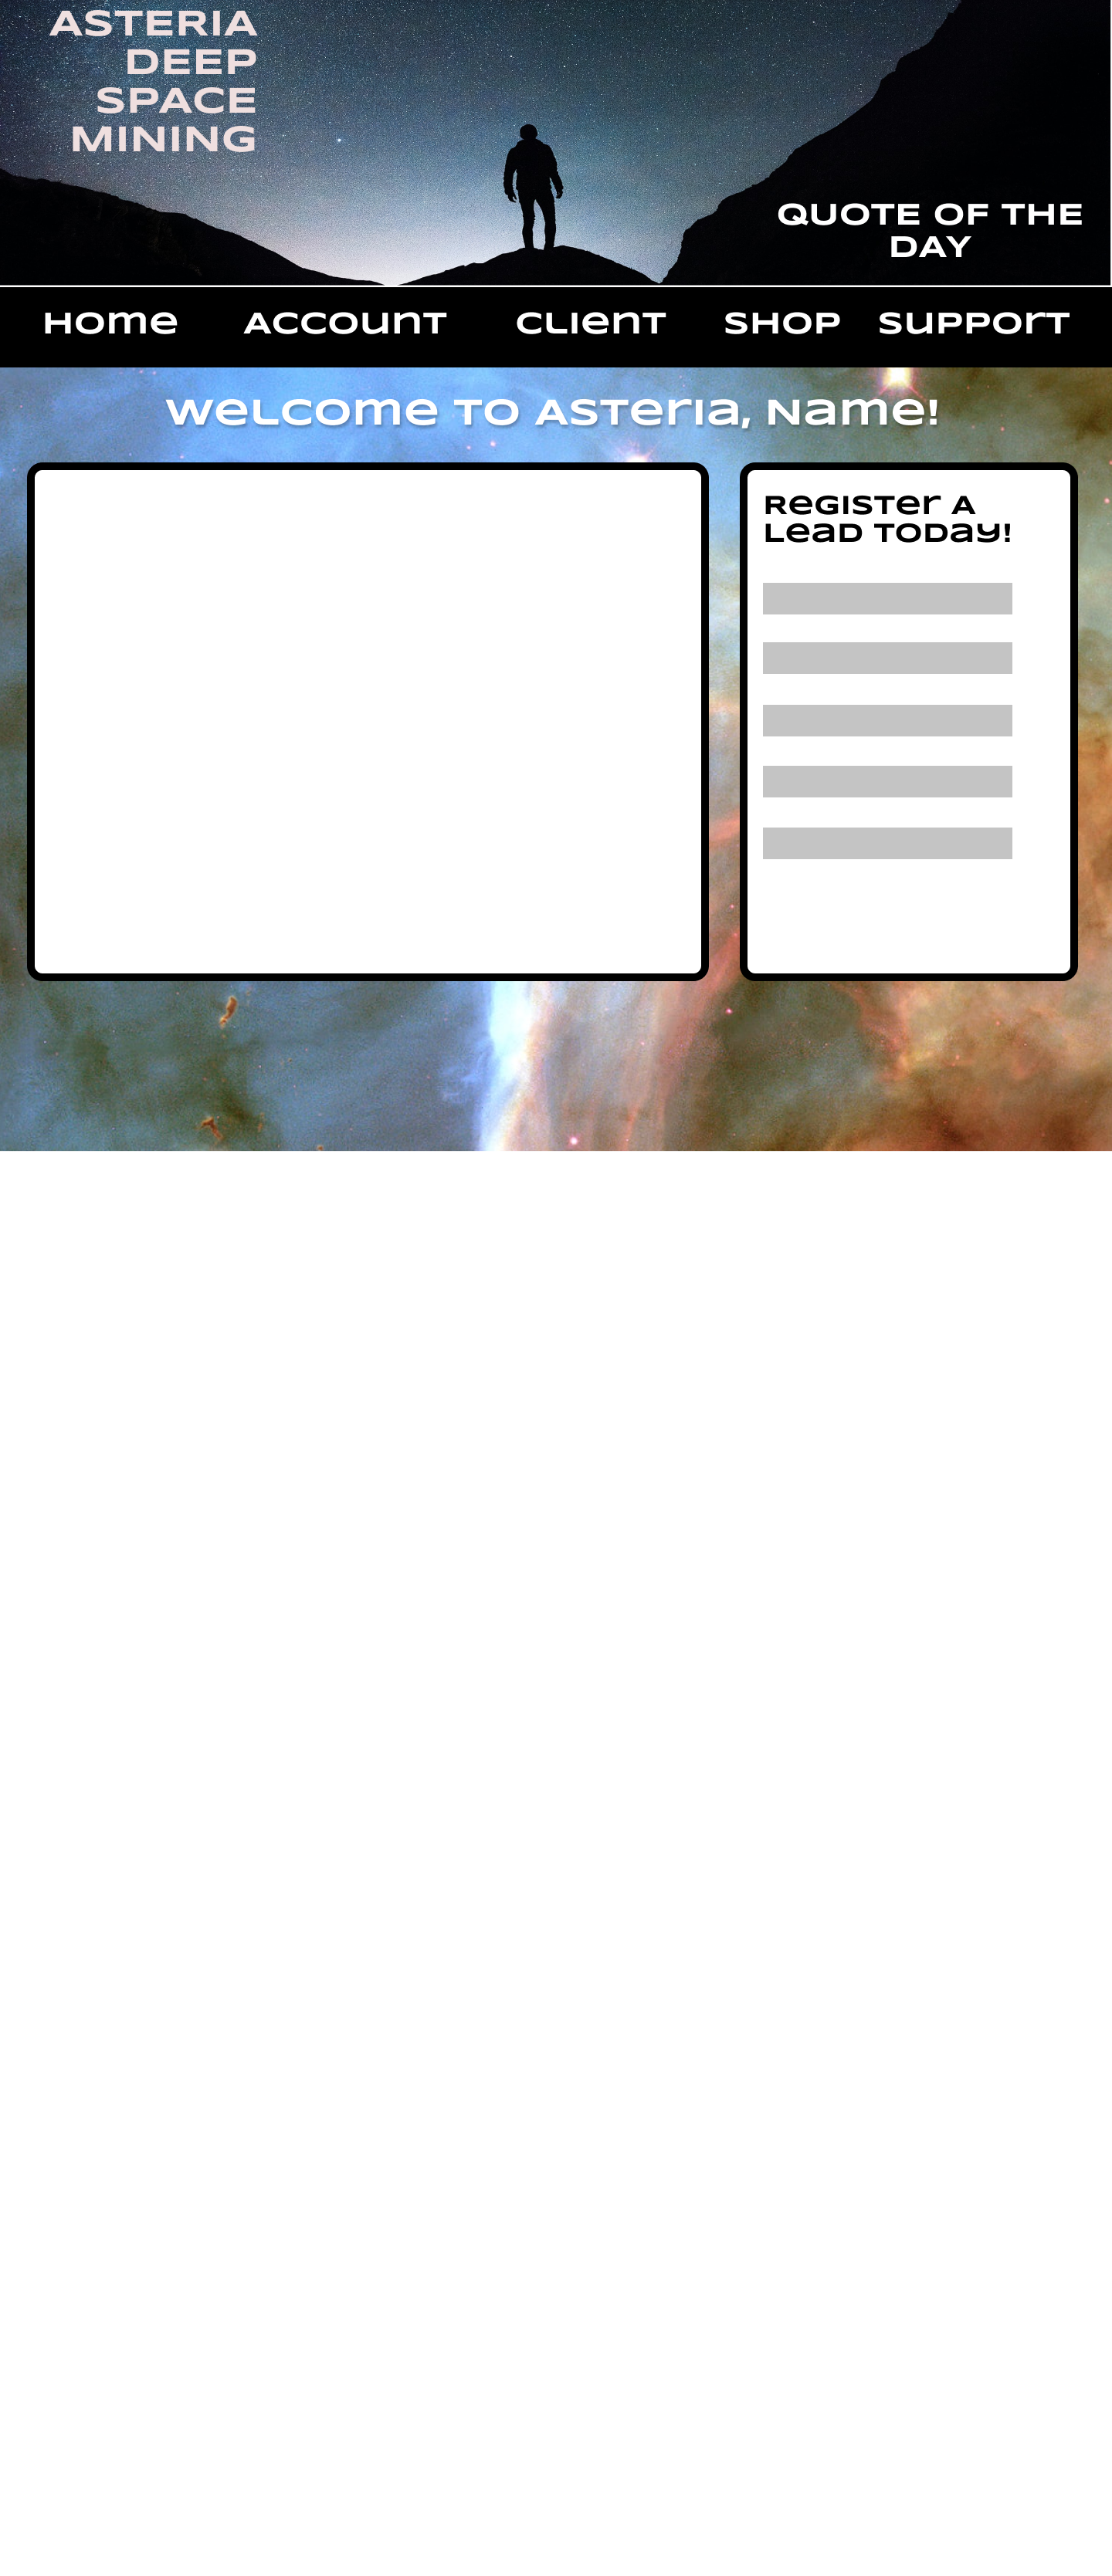 ASTERIA
DEEP
SPACE
MINING
QUOTE OF THE
DAY
Home
Account
Client
Shop
Support
Welcome to Asteria, Name!
Register A
Lead Today!